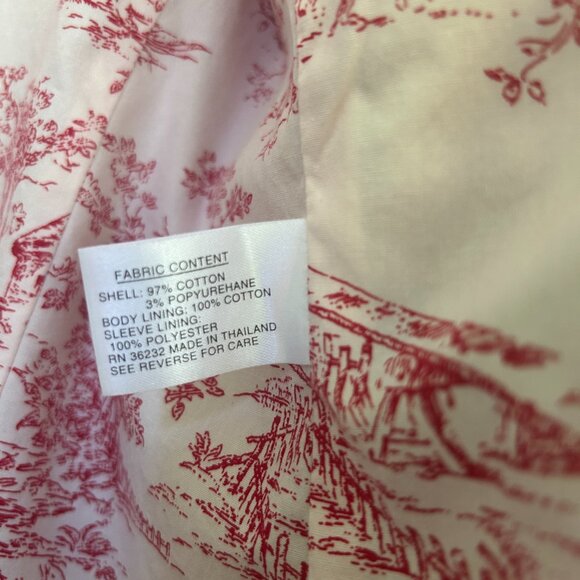 FABRIC CONTENT
SHELL: 97% COTTON
3% POPYUREHANE
BODY LINING: 100% COTTON
SLEEVE LINING:
100% POLYESTER
RN 36232 MADE IN THAILAND
SEE REVERSE FOR CARE